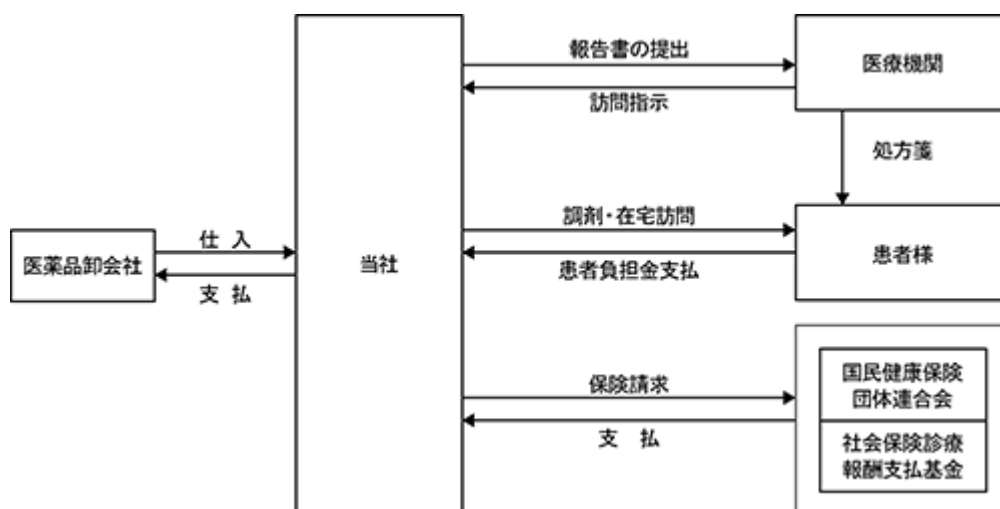 報告書の提出
医療機関
訪問指示
処方箋
調剤・在宅訪問
患者様
患者負担金支払
医薬品卸会社
仕 入
支 払
当社
保険請求
支 払
国民健康保険
団体連合会
社会保険診療
報酬支払基金